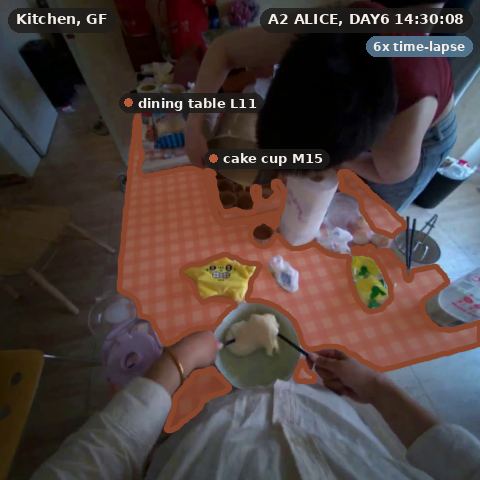 Kitchen, GF
A2 ALICE, DAY6 14:30:08
6x time-lapse
dining table L11
cake cup M15